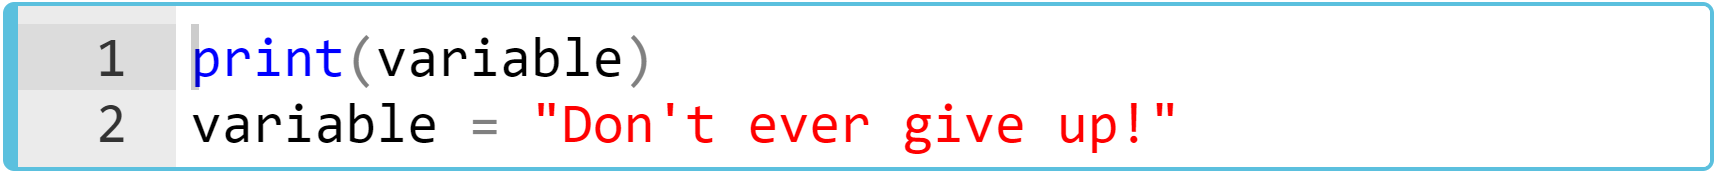 1 print(variable)
2 variable = "Don't ever give up!"